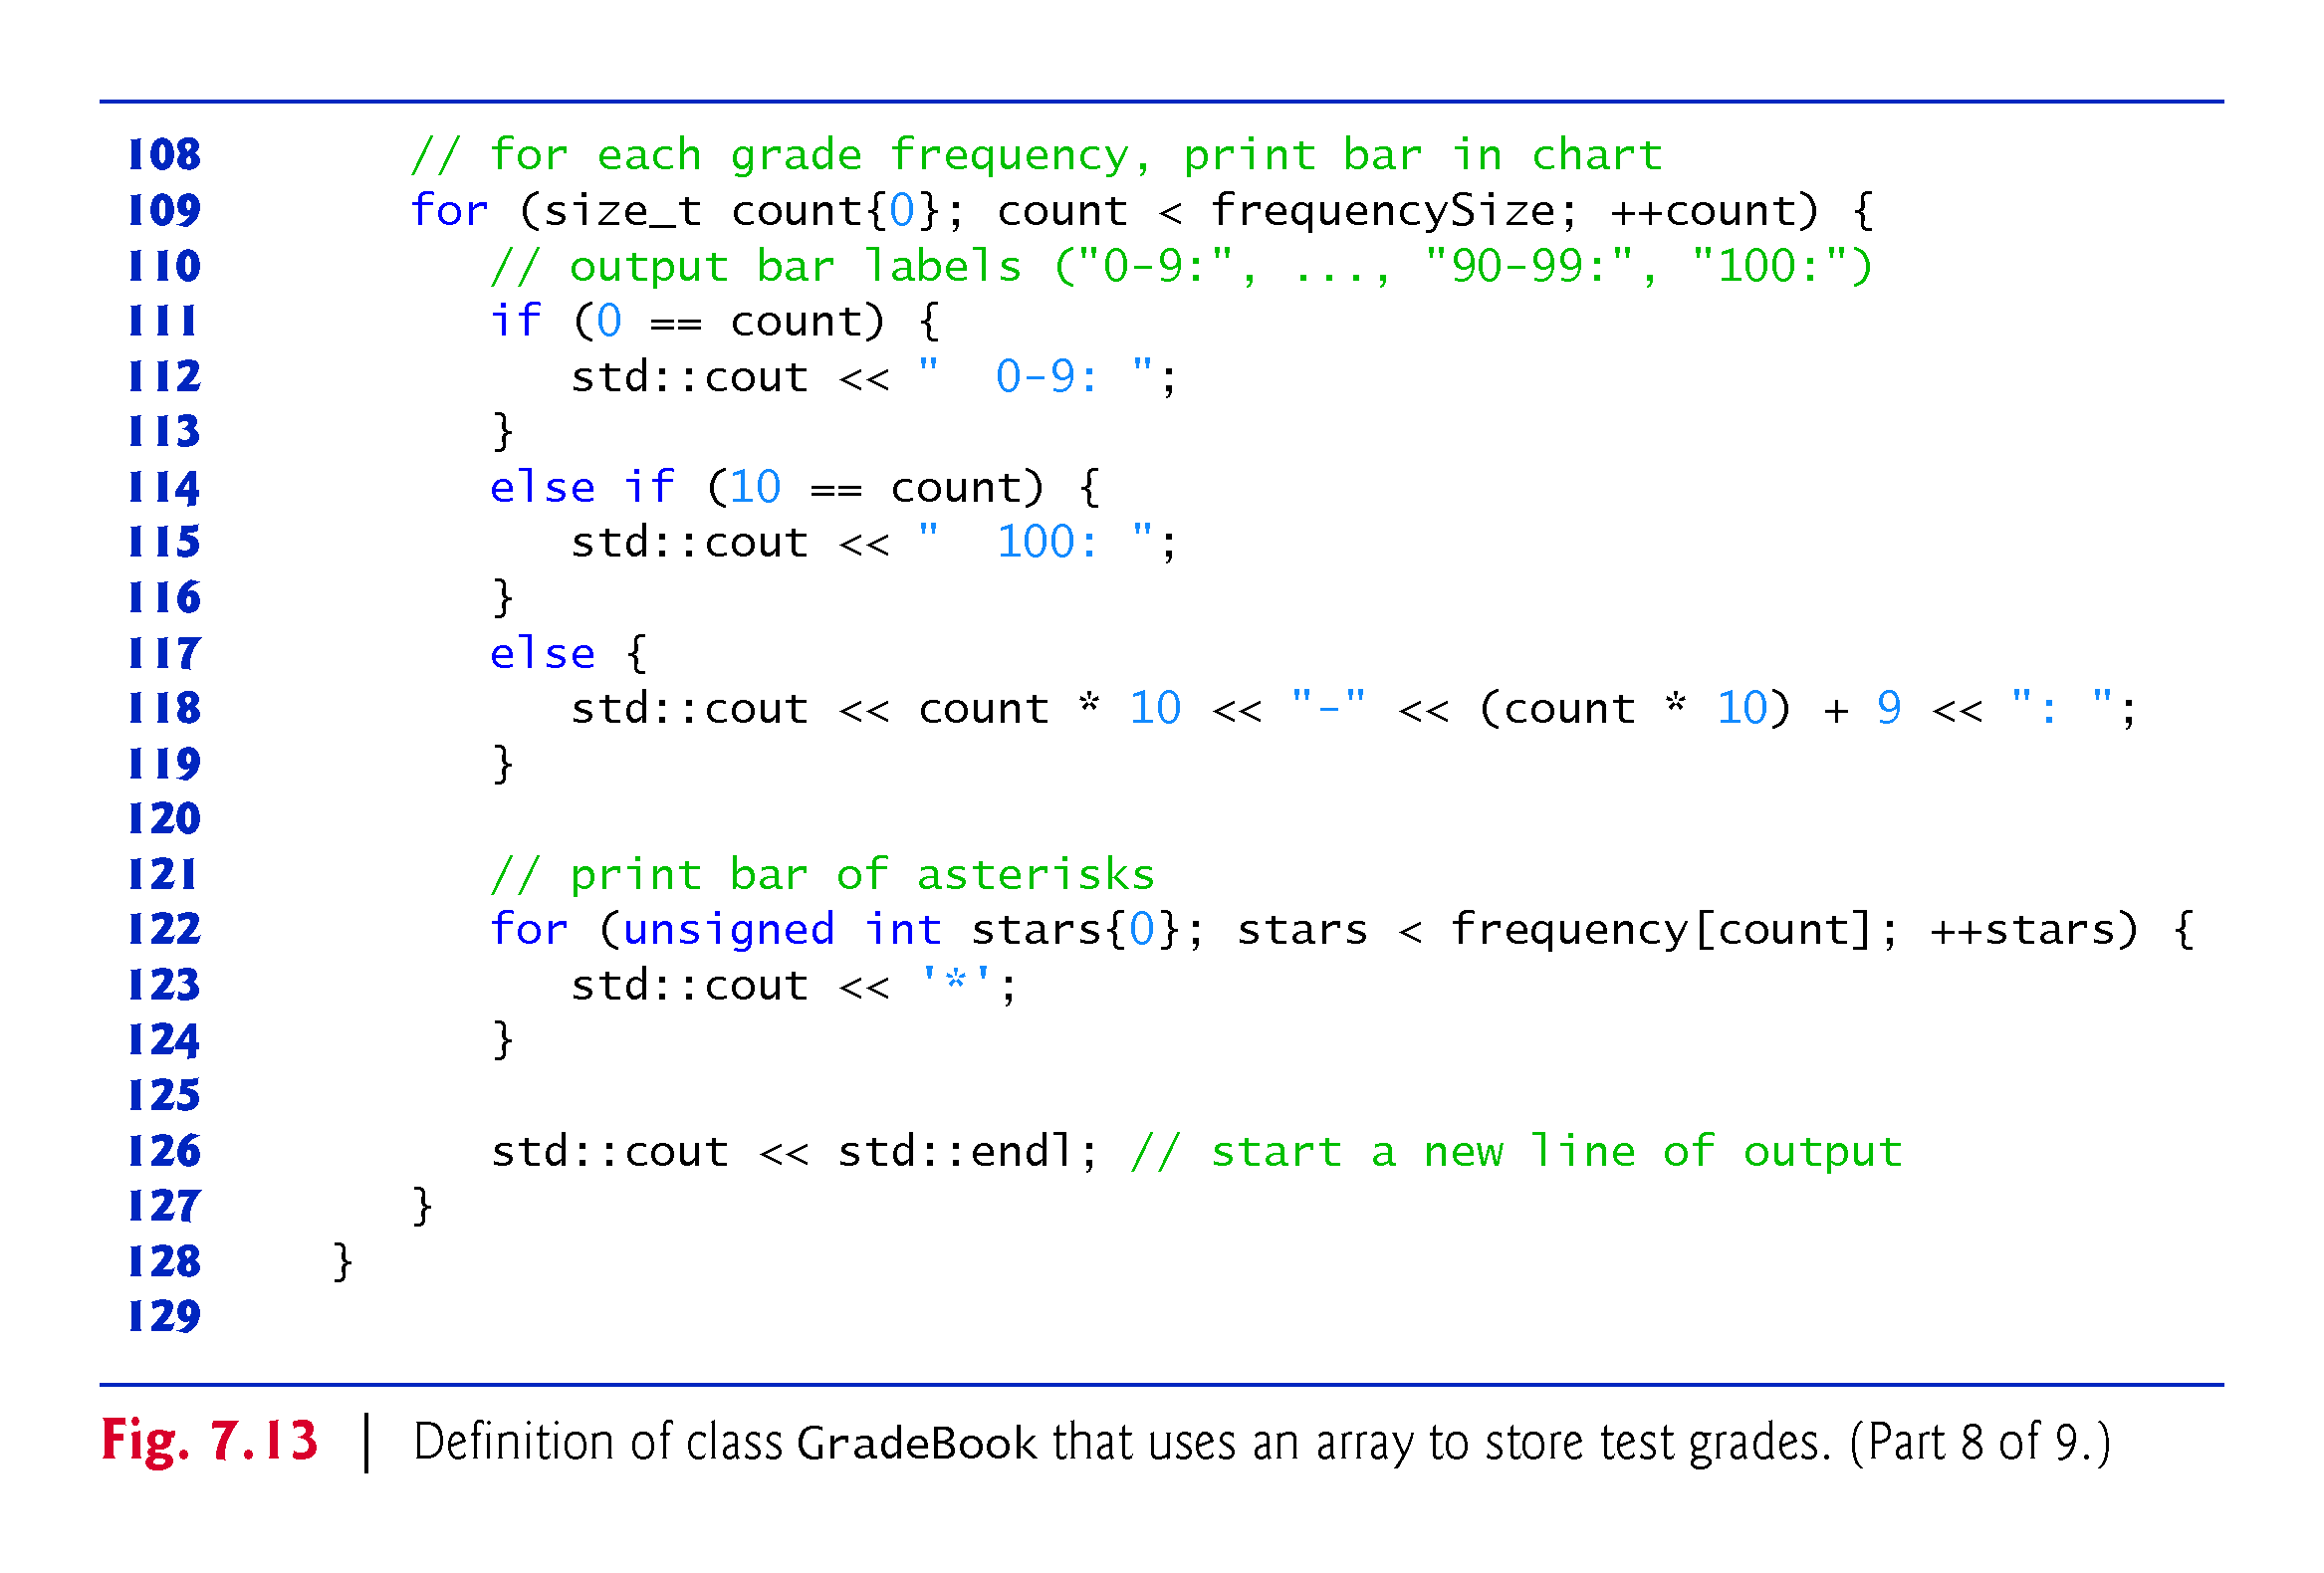 108 // for each grade frequency, print bar in chart
109 for (size_t count{0}; count < frequencySize; ++count) {
110 // output bar labels ("0-9:", ..., "90-99:", "100:")
111 if (0 == count) {
112 std::cout << "  0-9: ";
113 }
114 else if (10 == count) {
115 std::cout << "  100: ";
116 }
117 else {
118 std::cout << count * 10 << "-" << (count * 10) + 9 << ": ";
119 }
120
121 // print bar of asterisks
122 for (unsigned int stars{0}; stars < frequency[count]; ++stars) {
123 std::cout << '*';
124 }
125
126 std::cout << std::endl; // start a new line of output
127 }
128 }
129
Fig. 7.13 | Definition of class GradeBook that uses an array to store test grades. (Part 8 of 9.)